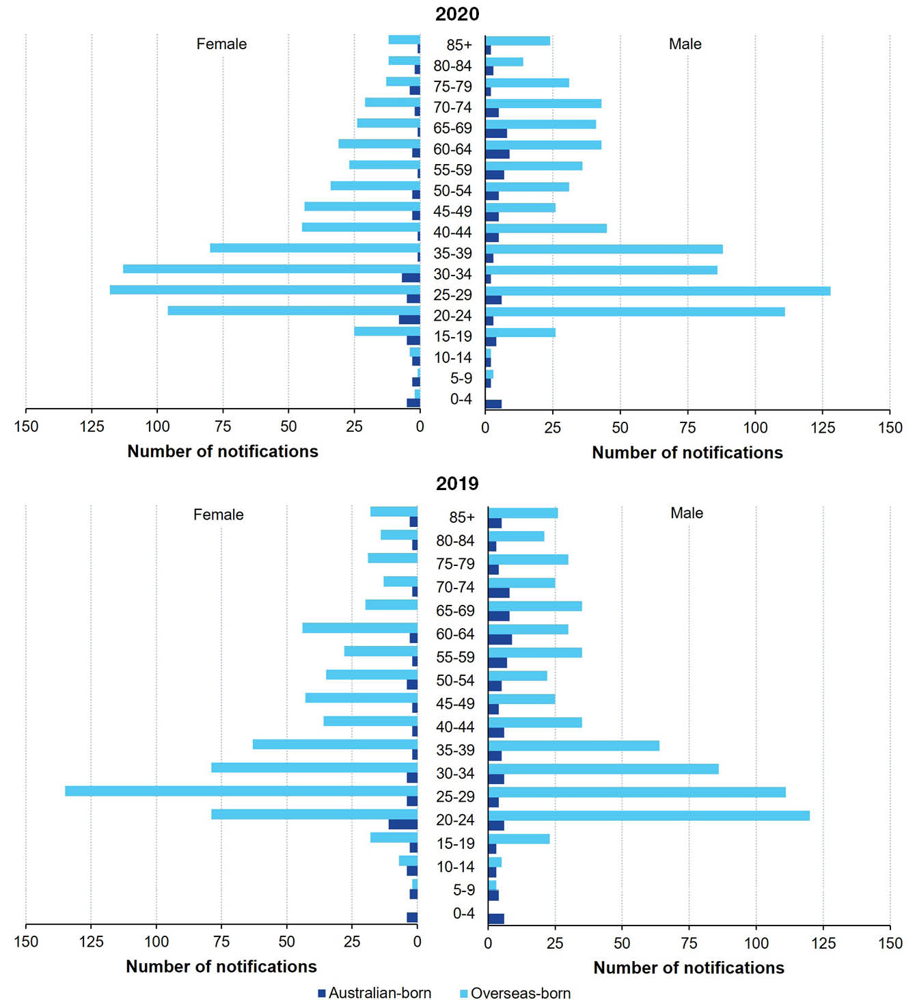 2020
Female
Male
85+
80-84
75-79
70-74
65-69
60-64
55-59
50-54
45-49
40-44
35-39
30-34
25-29
20-24
15-19
10-14
5-9
0-4
150 125 100 75 50 25 0
0 25 50 75 100 125 150
Number of notifications
Number of notifications
2019
Female
Male
85+
80-84
75-79
70-74
65-69
60-64
55-59
50-54
45-49
40-44
35-39
30-34
25-29
20-24
15-19
10-14
5-9
0-4
150 125 100 75 50 25 0
0 25 50 75 100 125 150
Number of notifications
Number of notifications
Australian-born
Overseas-born